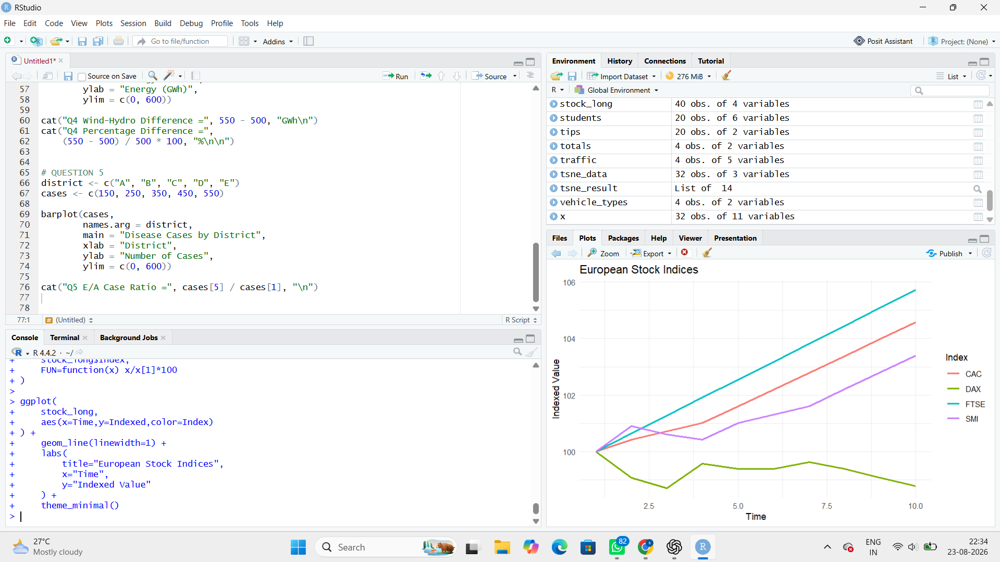 RStudio
File Edit Code View Plots Session Build Debug Profile Tools Help
Go to file/function Addins Posit Assistant Project: (None)
Untitled1*
Source on Save Run Source
57 ylab = "Energy (GWh)",
58 ylim = c(0, 600))
59
60 cat("Q4 Wind-Hydro Difference =", 550 - 500, "GWh\n")
61 cat("Q4 Percentage Difference =",
62 (550 - 500) / 500 * 100, "%\n\n")
63
64
65 # QUESTION 5
66 district <- c("A", "B", "C", "D", "E")
67 cases <- c(150, 250, 350, 450, 550)
68
69 barplot(cases,
70 names.arg = district,
71 main = "Disease Cases by District",
72 xlab = "District",
73 ylab = "Number of Cases",
74 ylim = c(0, 600))
75
76 cat("Q5 E/A Case Ratio =", cases[5] / cases[1], "\n")
77
78
77:1 (Untitled) R Script
Console Terminal Background Jobs
R 4.4.2 · ~/
+ stock_long$Index,
+ FUN=function(x) x/x[1]*100
+ )
>
> ggplot(
+ stock_long,
+ aes(x=Time,y=Indexed,color=Index)
+ ) +
+ geom_line(linewidth=1) +
+ labs(
+ title="European Stock Indices",
+ x="Time",
+ y="Indexed Value"
+ ) +
+ theme_minimal()
>
Environment History Connections Tutorial
Import Dataset 276 MiB List
R Global Environment
stock_long 40 obs. of 4 variables
students 20 obs. of 6 variables
tips 20 obs. of 2 variables
totals 4 obs. of 2 variables
traffic 4 obs. of 5 variables
tsne_data 32 obs. of 3 variables
tsne_result List of 14
vehicle_types 4 obs. of 2 variables
x 32 obs. of 11 variables
Files Plots Packages Help Viewer Presentation
Zoom Export Publish
European Stock Indices
106
104
102
100
Indexed Value
2.5 5.0 7.5 10.0
Time
Index
CAC
DAX
FTSE
SMI
27°C
Mostly cloudy
Search
82
ENG
IN
22:34
23-08-2026